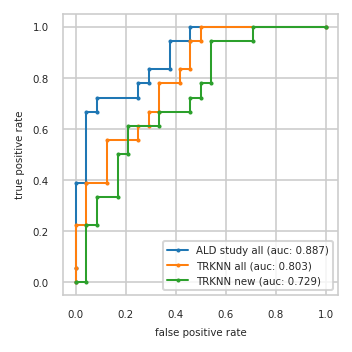 1.0
0.8
0.6
0.4
0.2
0.0
true positive rate
ALD study all (auc: 0.887)
TRKNN all (auc: 0.803)
TRKNN new (auc: 0.729)
0.0 0.2 0.4 0.6 0.8 1.0
false positive rate